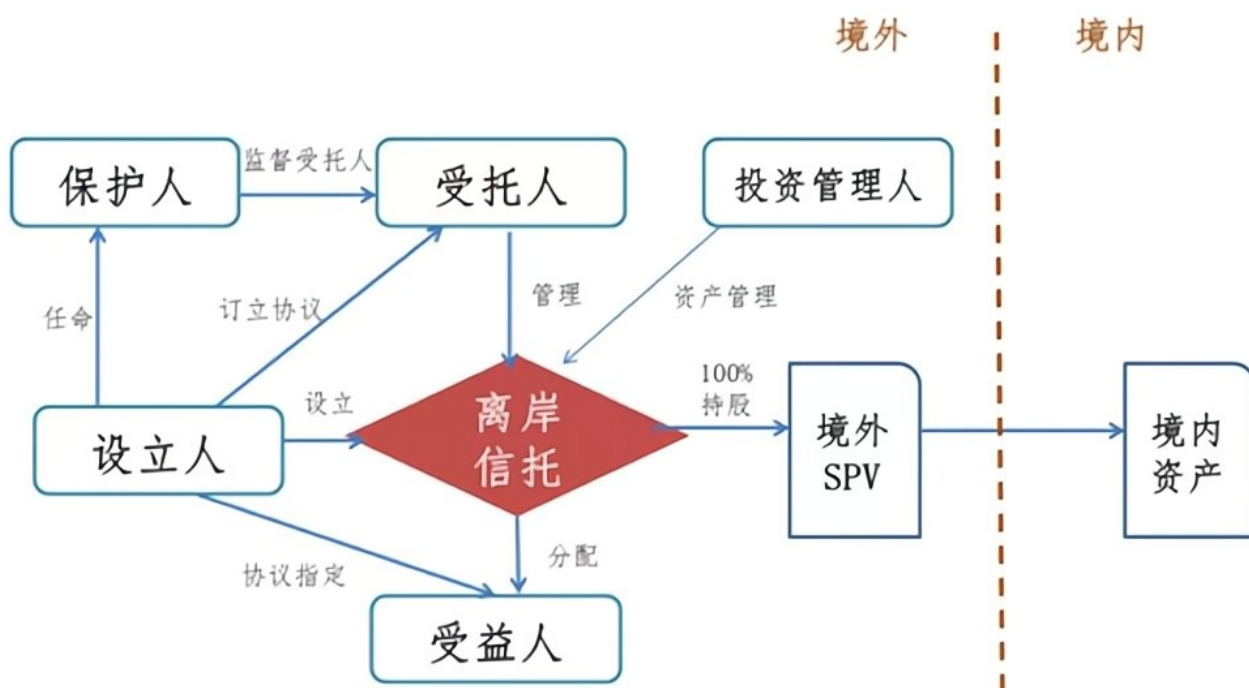 境外
境内
保护人
监督受托人
受托人
投资管理人
任命
订立协议
管理
资产管理
设立人
设立
离岸
信托
100%
持股
境外
SPV
境内
资产
协议指定
分配
受益人